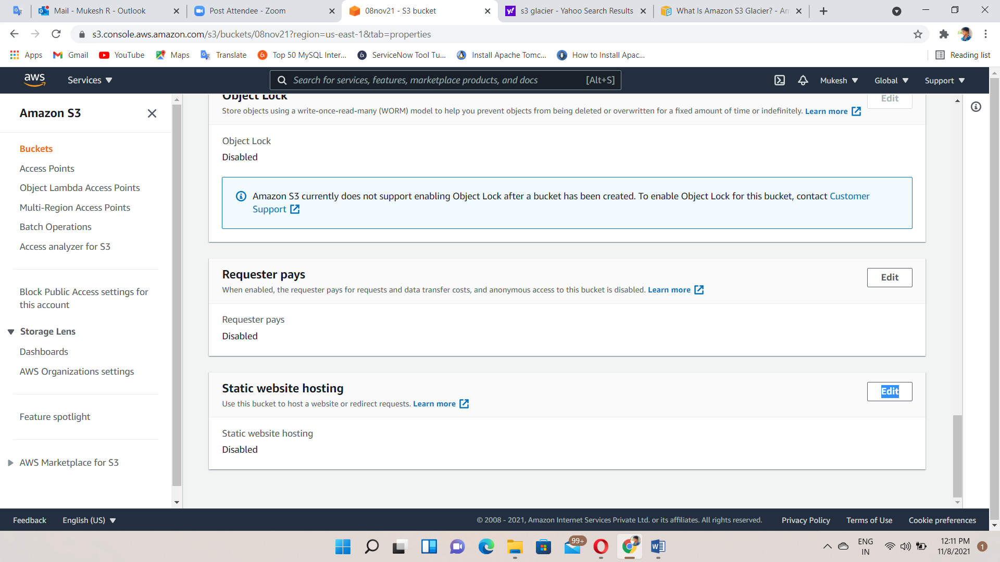 Mail - Mukesh R - Outlook
Post Attendee - Zoom
08nov21 - S3 bucket
s3 glacier - Yahoo Search Results
What Is Amazon S3 Glacier? - Am
s3.console.aws.amazon.com/s3/buckets/08nov21?region=us-east-1&tab=properties
Apps
Gmail
YouTube
Maps
Translate
Top 50 MySQL Inter...
ServiceNow Tool Tu...
Install Apache Tomc...
How to Install Apac...
Reading list
aws
Services
Search for services, features, marketplace products, and docs
[Alt+S]
Mukesh
Global
Support
Amazon S3
Buckets
Access Points
Object Lambda Access Points
Multi-Region Access Points
Batch Operations
Access analyzer for S3
Block Public Access settings for
this account
Storage Lens
Dashboards
AWS Organizations settings
Feature spotlight
AWS Marketplace for S3
Object Lock
Edit
Store objects using a write-once-read-many (WORM) model to help you prevent objects from being deleted or overwritten for a fixed amount of time or indefinitely. Learn more
Object Lock
Disabled
Amazon S3 currently does not support enabling Object Lock after a bucket has been created. To enable Object Lock for this bucket, contact Customer
Support
Requester pays
Edit
When enabled, the requester pays for requests and data transfer costs, and anonymous access to this bucket is disabled. Learn more
Requester pays
Disabled
Static website hosting
Edit
Use this bucket to host a website or redirect requests. Learn more
Static website hosting
Disabled
Feedback
English (US)
© 2008 - 2021, Amazon Internet Services Private Ltd. or its affiliates. All rights reserved.
Privacy Policy
Terms of Use
Cookie preferences
99+
ENG
IN
12:11 PM
11/8/2021
1